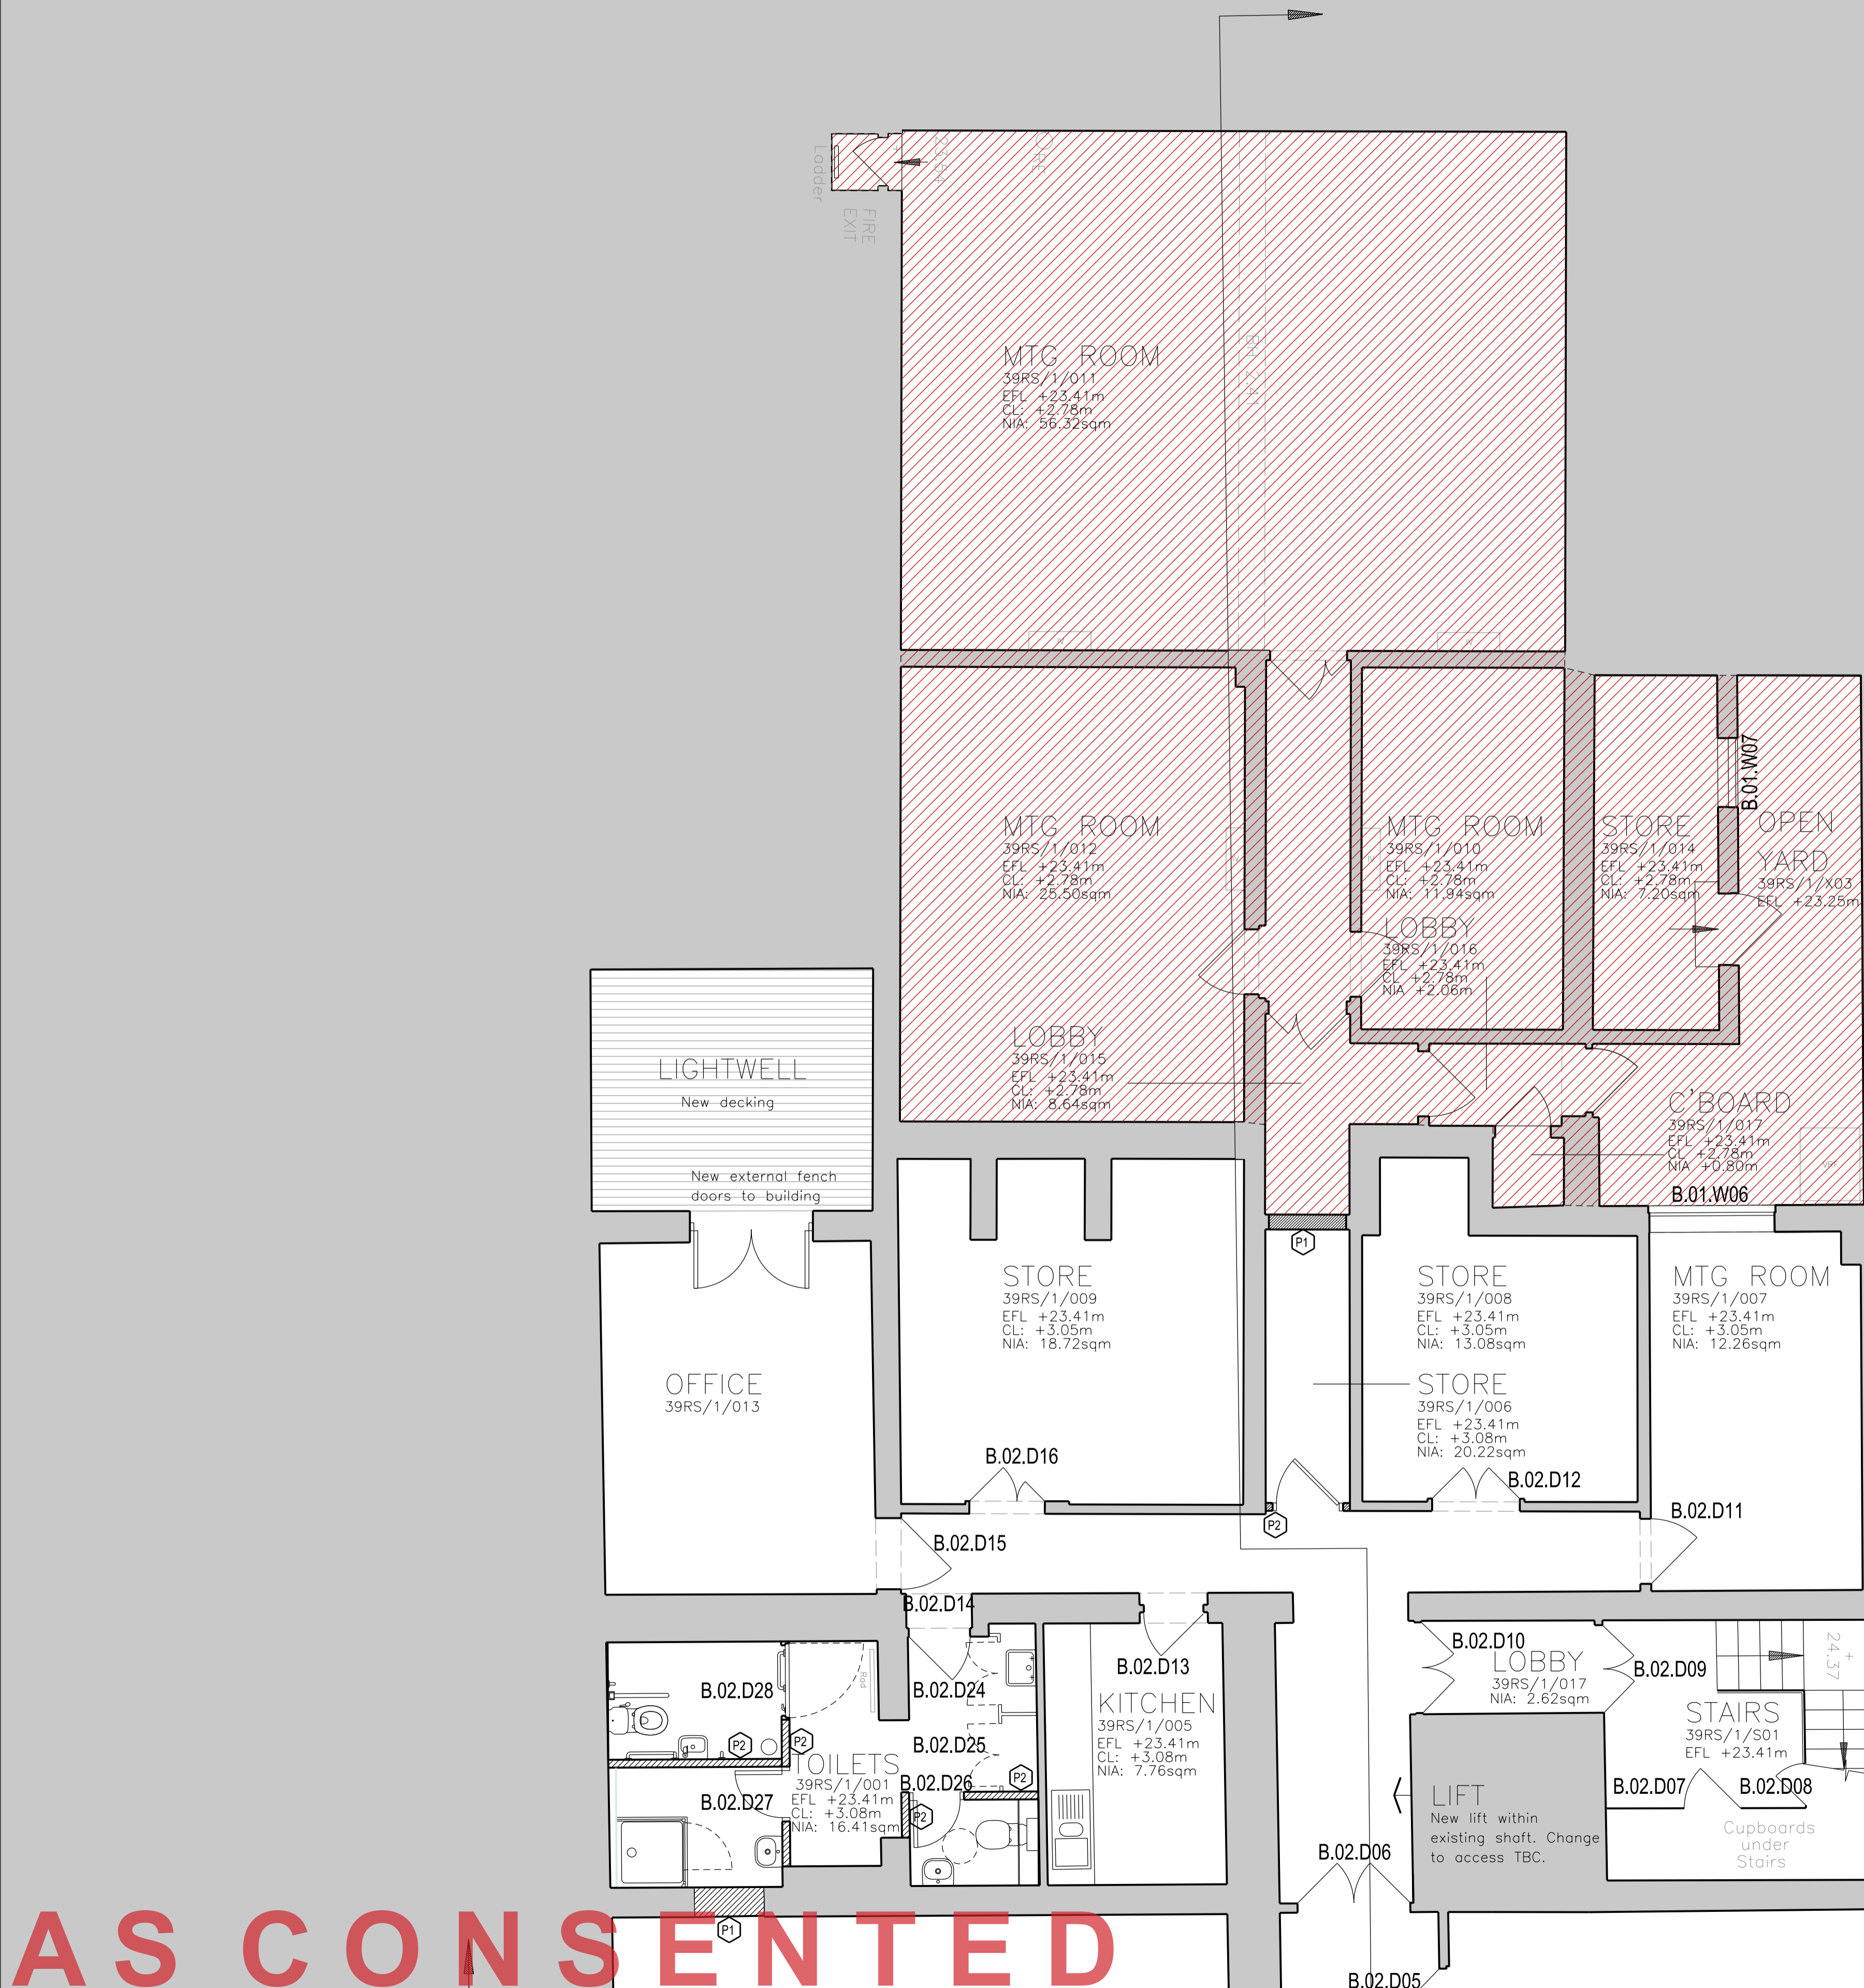 Ladder
FIRE
EXIT
23.54
RE
BH 2.41
MTG ROOM
39RS/1/011
EFL +23.41m
CL: +2.78m
NIA: 56.32sqm
MTG ROOM
39RS/1/012
EFL +23.41m
CL: +2.78m
NIA: 25.50sqm
MTG ROOM
39RS/1/010
EFL +23.41m
CL: +2.78m
NIA: 11.94sqm
STORE
39RS/1/014
EFL +23.41m
CL: +2.78m
NIA: 7.20sqm
B.01.W07
OPEN
YARD
39RS/1/X03
EFL +23.25m
LOBBY
39RS/1/016
EFL +23.41m
CL +2.78m
NIA +2.06m
LOBBY
39RS/1/015
EFL +23.41m
CL: +2.78m
NIA: 8.64sqm
C'BOARD
39RS/1/017
EFL +23.41m
CL +2.78m
NIA +0.80m
VRF
B.01.W06
LIGHTWELL
New decking
New external fench
doors to building
P1
STORE
39RS/1/009
EFL +23.41m
CL: +3.05m
NIA: 18.72sqm
STORE
39RS/1/008
EFL +23.41m
CL: +3.05m
NIA: 13.08sqm
MTG ROOM
39RS/1/007
EFL +23.41m
CL: +3.05m
NIA: 12.26sqm
OFFICE
39RS/1/013
STORE
39RS/1/006
EFL +23.41m
CL: +3.08m
NIA: 20.22sqm
B.02.D16
B.02.D12
B.02.D11
P2
B.02.D15
B.02.D14
B.02.D13
B.02.D10
LOBBY
39RS/1/017
NIA: 2.62sqm
B.02.D09
24.37
Rad
B.02.D28
B.02.D24
KITCHEN
39RS/1/005
EFL +23.41m
CL: +3.08m
NIA: 7.76sqm
STAIRS
39RS/1/S01
EFL +23.41m
P2
P2
B.02.D25
TOILETS
39RS/1/001
EFL +23.41m
CL: +3.08m
NIA: 16.41sqm
B.02.D26
P2
P2
B.02.D27
B.02.D07
B.02.D08
LIFT
New lift within
existing shaft. Change
to access TBC.
Cupboards
under
Stairs
B.02.D06
P1
AS CONSENTED
B.02.D05